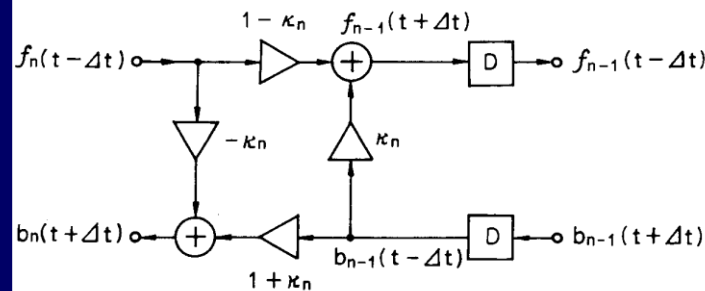 1 − κn fn−1(t + Δt)
fn(t − Δt) D fn−1(t − Δt)
−κn κn
bn(t + Δt) bn−1(t − Δt) D bn−1(t + Δt)
1 + κn